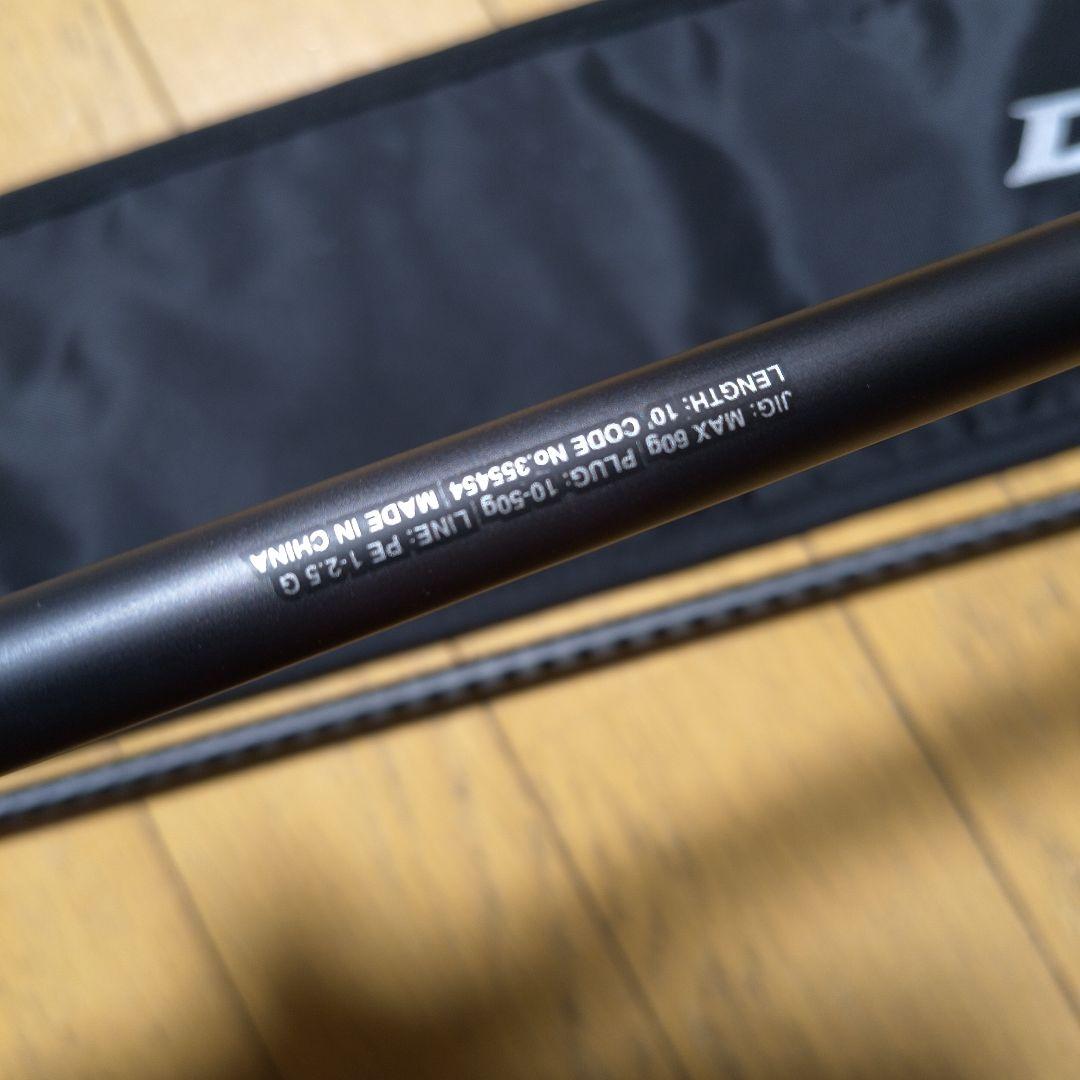 JIG: MAX 60g | PLUG: 10-50g | LINE: PE 1-2.5 G
LENGTH: 10' CODE No.355454 | MADE IN CHINA
D